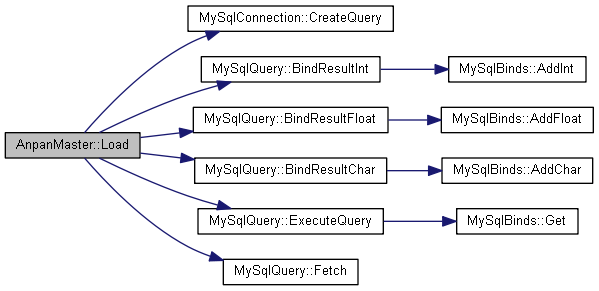 MySqlConnection::CreateQuery
MySqlQuery::BindResultInt
MySqlBinds::AddInt
MySqlQuery::BindResultFloat
MySqlBinds::AddFloat
AnpanMaster::Load
MySqlQuery::BindResultChar
MySqlBinds::AddChar
MySqlQuery::ExecuteQuery
MySqlBinds::Get
MySqlQuery::Fetch